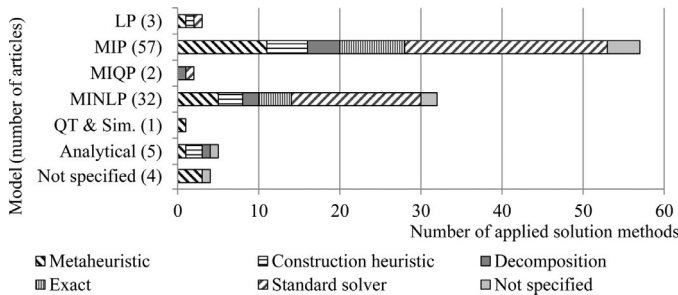 Model (number of articles)
LP (3)
MIP (57)
MIQP (2)
MINLP (32)
QT & Sim. (1)
Analytical (5)
Not specified (4)
0 10 20 30 40 50 60
Number of applied solution methods
Metaheuristic Construction heuristic Decomposition
Exact Standard solver Not specified